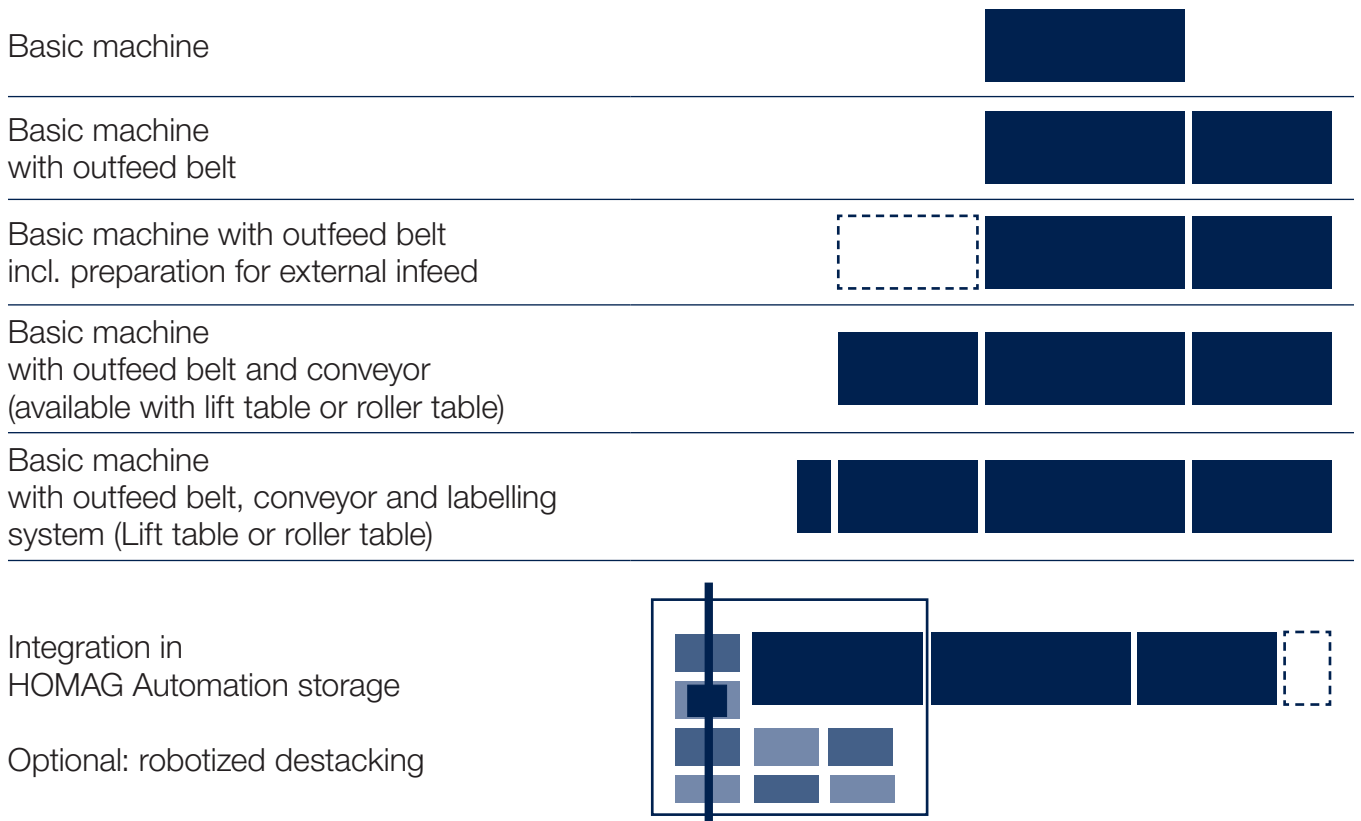 Basic machine
Basic machine
with outfeed belt
Basic machine with outfeed belt
incl. preparation for external infeed
Basic machine
with outfeed belt and conveyor
(available with lift table or roller table)
Basic machine
with outfeed belt, conveyor and labelling
system (Lift table or roller table)
Integration in
HOMAG Automation storage
Optional: robotized destacking